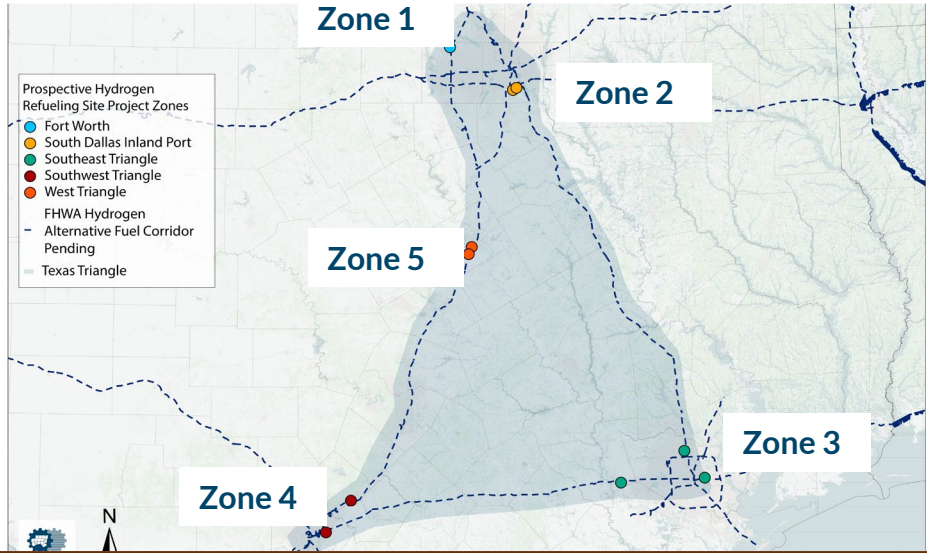 Zone 1
Zone 2
Prospective Hydrogen
Refueling Site Project Zones
Fort Worth
South Dallas Inland Port
Southeast Triangle
Southwest Triangle
West Triangle
FHWA Hydrogen
Alternative Fuel Corridor
Pending
Texas Triangle
Zone 5
Zone 3
Zone 4
N